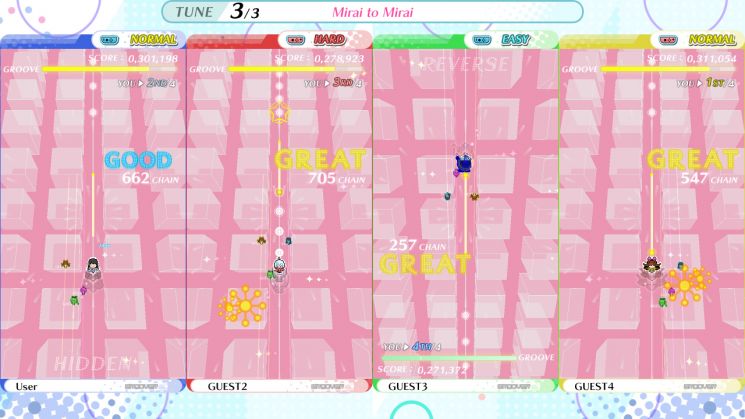 TUNE 3/3 Mirai to Mirai
NORMAL
SCORE: 0,301,198
GROOVE
YOU▶2ND/4
GOOD
662 CHAIN
HIDDEN
User
HARD
SCORE: 0,278,923
GROOVE
YOU▶3RD/4
GREAT
705 CHAIN
GUEST2
EASY
REVERSE
257 CHAIN
GREAT
YOU▶4TH/4
GROOVE
SCORE: 0,271,372
GUEST3
NORMAL
SCORE: 0,311,054
GROOVE
YOU▶1ST/4
GREAT
547 CHAIN
GUEST4